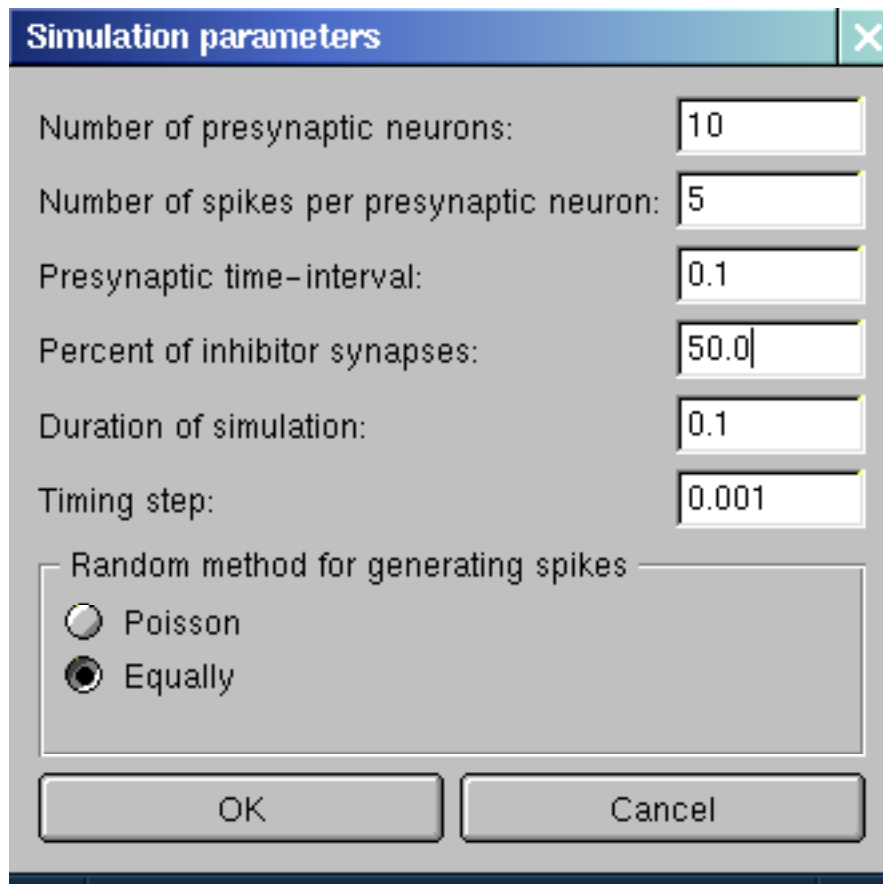 Simulation parameters
Number of presynaptic neurons: 10
Number of spikes per presynaptic neuron: 5
Presynaptic time-interval: 0.1
Percent of inhibitor synapses: 50.0
Duration of simulation: 0.1
Timing step: 0.001
Random method for generating spikes
Poisson
Equally
OK Cancel